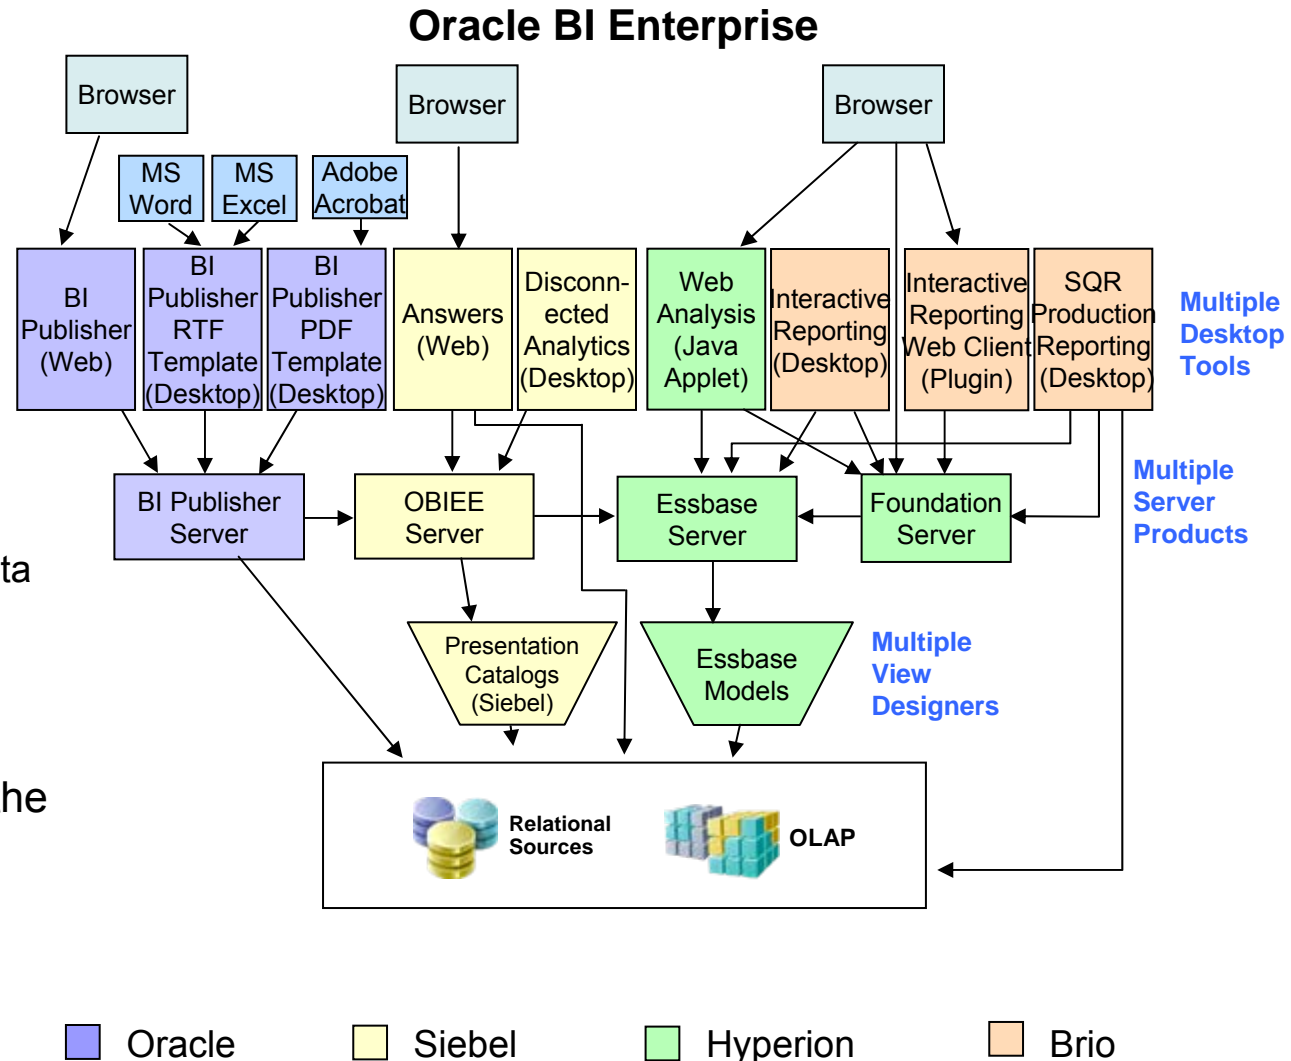 Oracle BI Enterprise
Browser
Browser
Browser
MS
Word
MS
Excel
Adobe
Acrobat
BI
Publisher
(Web)
BI
Publisher
RTF
Template
(Desktop)
BI
Publisher
PDF
Template
(Desktop)
Answers
(Web)
Disconn-
ected
Analytics
(Desktop)
Web
Analysis
(Java
Applet)
Interactive
Reporting
(Desktop)
Interactive
Reporting
Web Client
(Plugin)
SQR
Production
Reporting
(Desktop)
Multiple
Desktop
Tools
BI Publisher
Server
OBIEE
Server
Essbase
Server
Foundation
Server
Multiple
Server
Products
ta
Presentation
Catalogs
(Siebel)
Essbase
Models
Multiple
View
Designers
he
Relational
Sources
OLAP
Oracle
Siebel
Hyperion
Brio